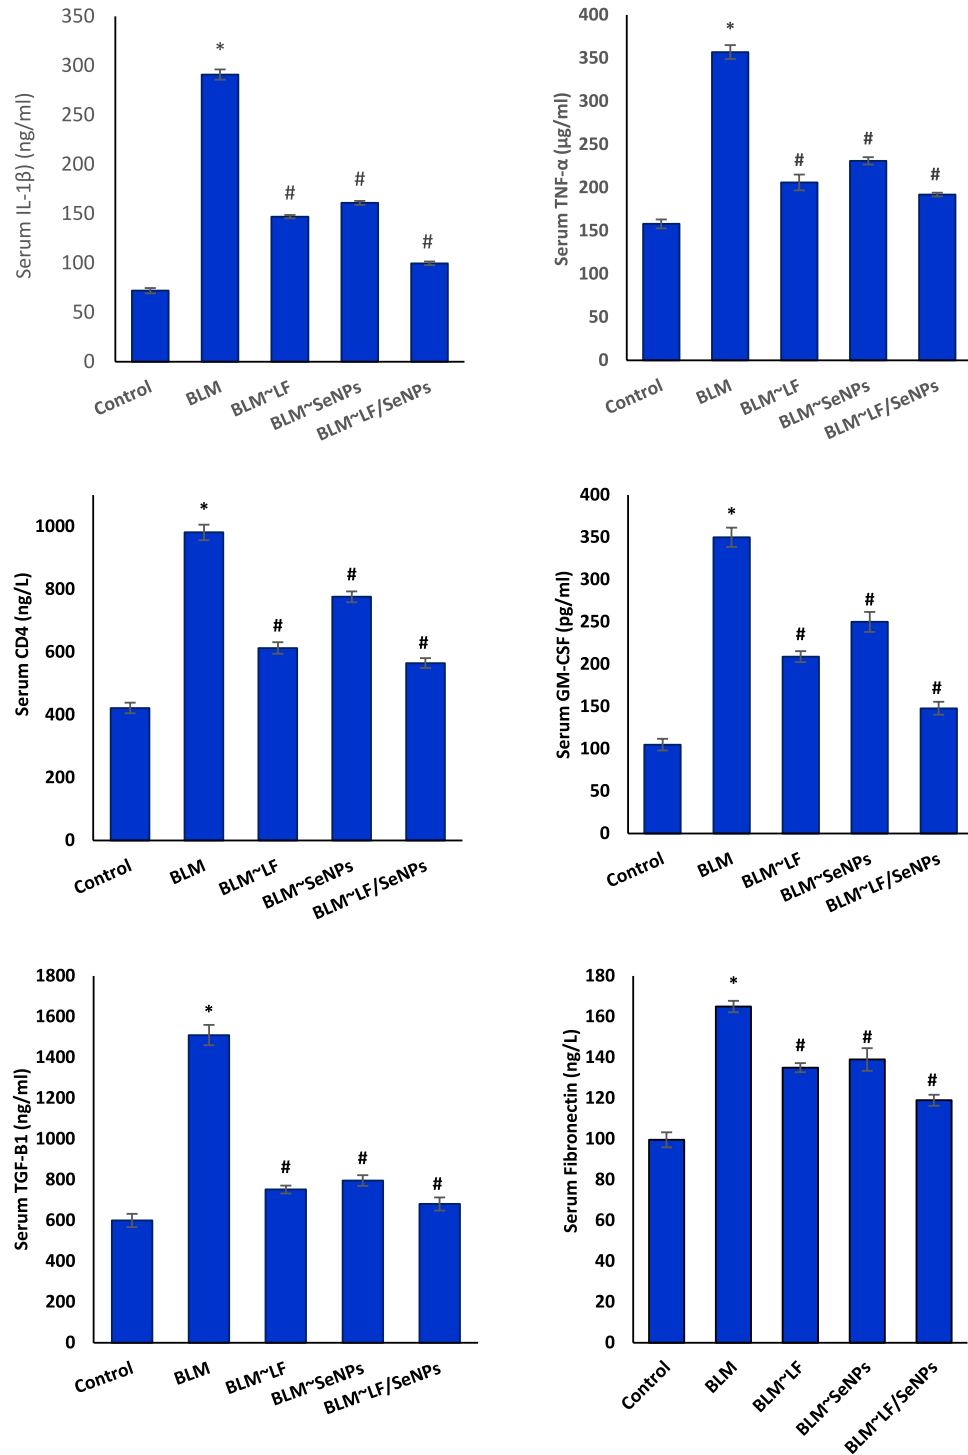 Serum IL-1β) (ng/ml)
350
300
250
200
150
100
50
0
*
#
#
#
Control
BLM
BLM~LF
BLM~SeNPs
BLM~LF/SeNPs
Serum TNF-α (μg/ml)
400
350
300
250
200
150
100
50
0
*
#
#
#
Control
BLM
BLM~LF
BLM~SeNPs
BLM~LF/SeNPs
Serum CD4 (ng/L)
1000
800
600
400
200
0
*
#
#
#
Control
BLM
BLM~LF
BLM~SeNPs
BLM~LF/SeNPs
Serum GM-CSF (pg/ml)
400
350
300
250
200
150
100
50
0
*
#
#
#
Control
BLM
BLM~LF
BLM~SeNPs
BLM~LF/SeNPs
Serum TGF-B1 (ng/ml)
1800
1600
1400
1200
1000
800
600
400
200
0
*
#
#
#
Control
BLM
BLM~LF
BLM~SeNPs
BLM~LF/SeNPs
Serum Fibronectin (ng/L)
180
160
140
120
100
80
60
40
20
0
*
#
#
#
Control
BLM
BLM~LF
BLM~SeNPs
BLM~LF/SeNPs